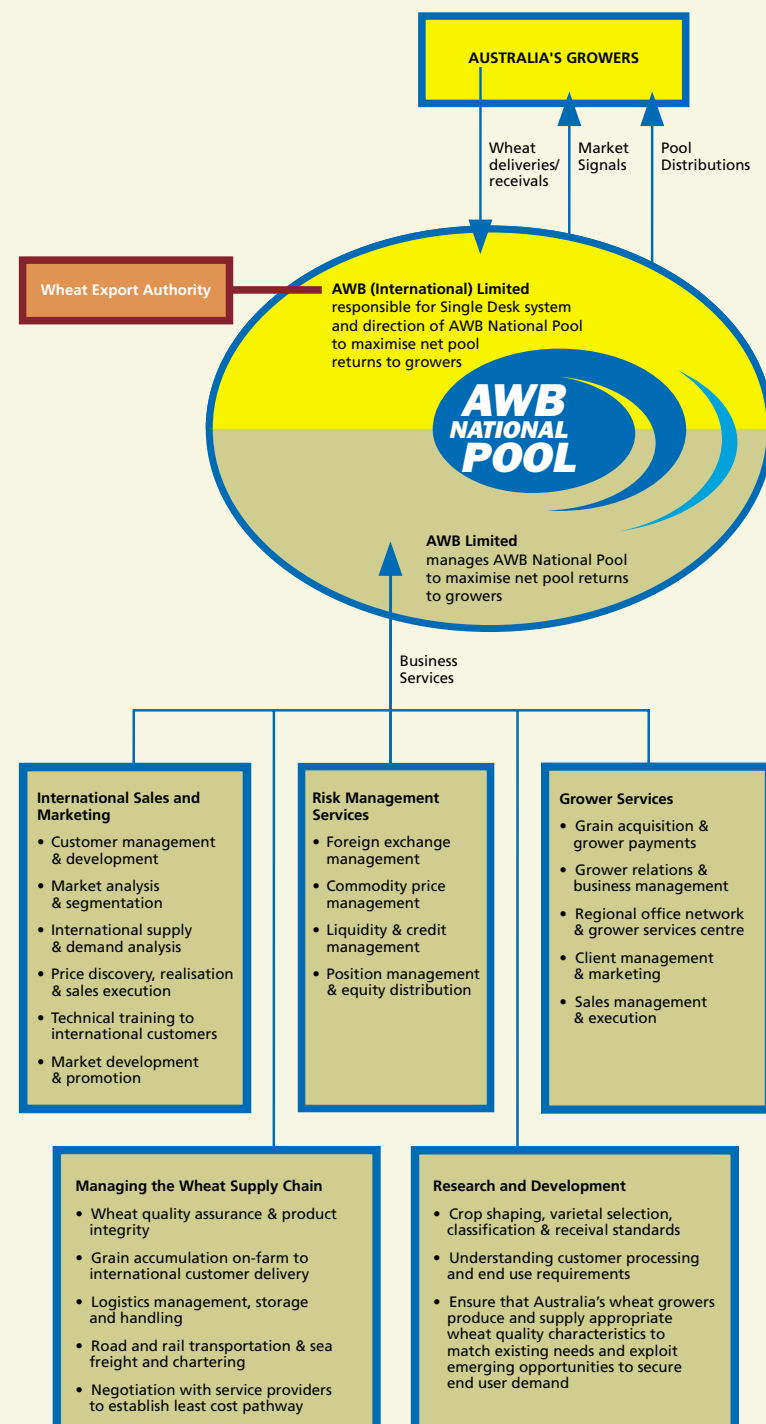 AUSTRALIA'S GROWERS
Wheat
deliveries/
receivals
Market
Signals
Pool
Distributions
Wheat Export Authority
AWB (International) Limited
responsible for Single Desk system
and direction of AWB National Pool
to maximise net pool
returns to growers
AWB
NATIONAL
POOL
AWB Limited
manages AWB National Pool
to maximise net pool returns
to growers
Business
Services
International Sales and
Marketing
• Customer management
& development
• Market analysis
& segmentation
• International supply
& demand analysis
• Price discovery, realisation
& sales execution
• Technical training to
international customers
• Market development
& promotion
Risk Management
Services
• Foreign exchange
management
• Commodity price
management
• Liquidity & credit
management
• Position management
& equity distribution
Grower Services
• Grain acquisition &
grower payments
• Grower relations &
business management
• Regional office network
& grower services centre
• Client management
& marketing
• Sales management
& execution
Managing the Wheat Supply Chain
• Wheat quality assurance & product
integrity
• Grain accumulation on-farm to
international customer delivery
• Logistics management, storage
and handling
• Road and rail transportation & sea
freight and chartering
• Negotiation with service providers
to establish least cost pathway
Research and Development
• Crop shaping, varietal selection,
classification & receival standards
• Understanding customer processing
and end use requirements
• Ensure that Australia's wheat growers
produce and supply appropriate
wheat quality characteristics to
match existing needs and exploit
emerging opportunities to secure
end user demand